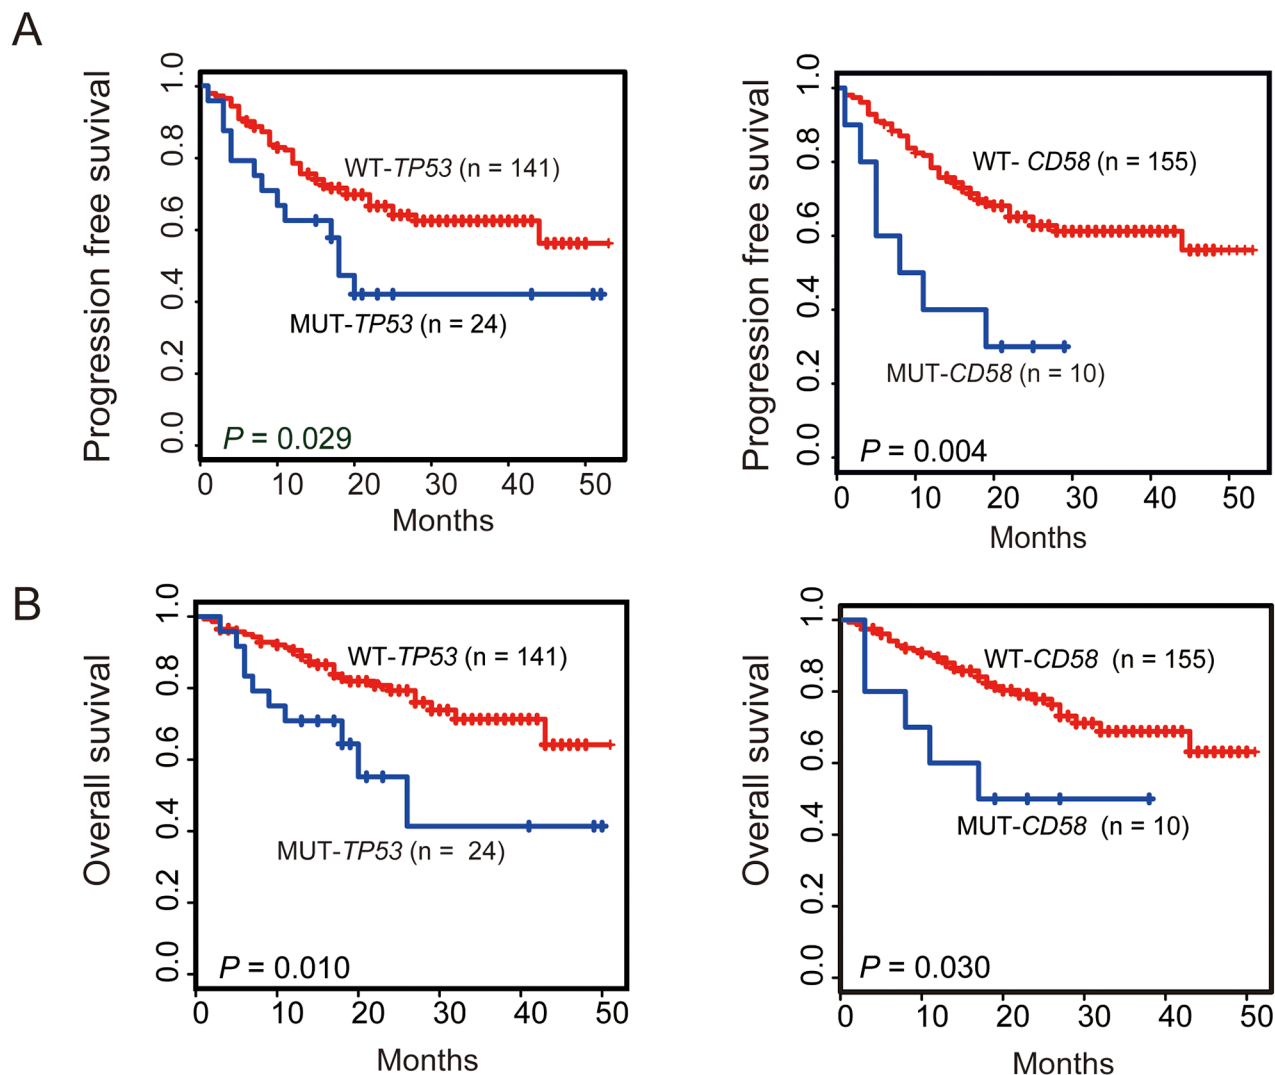 A
Progression free suvival
1.0
0.8
0.6
0.4
0.2
0.0
WT-TP53 (n = 141)
MUT-TP53 (n = 24)
P = 0.029
0 10 20 30 40 50
Months
Progression free suvival
1.0
0.8
0.6
0.4
0.2
0.0
WT- CD58 (n = 155)
MUT-CD58 (n = 10)
P = 0.004
0 10 20 30 40 50
Months
B
Overall suvival
1.0
0.8
0.6
0.4
0.2
0.0
WT-TP53 (n = 141)
MUT-TP53 (n = 24)
P = 0.010
0 10 20 30 40 50
Months
Overall suvival
1.0
0.8
0.6
0.4
0.2
0.0
WT-CD58 (n = 155)
MUT-CD58 (n = 10)
P = 0.030
0 10 20 30 40 50
Months